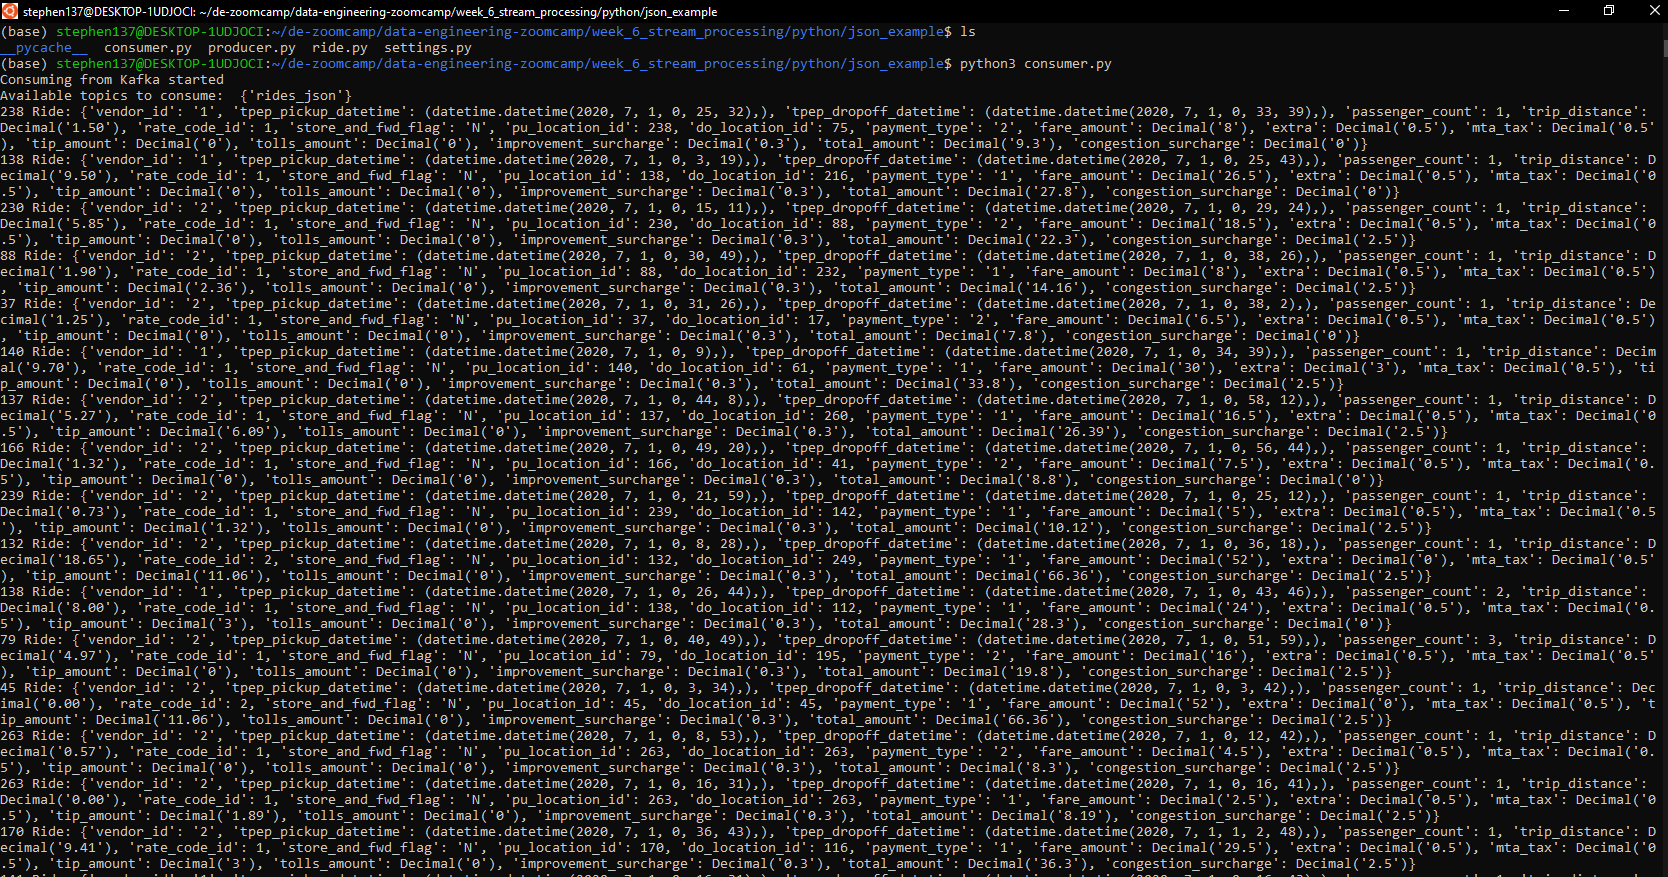 stephen137@DESKTOP-1UDJOCI: ~/de-zoomcamp/data-engineering-zoomcamp/week_6_stream_processing/python/json_example
(base) stephen137@DESKTOP-1UDJOCI:~/de-zoomcamp/data-engineering-zoomcamp/week_6_stream_processing/python/json_example$ ls
__pycache__  consumer.py  producer.py  ride.py  settings.py
(base) stephen137@DESKTOP-1UDJOCI:~/de-zoomcamp/data-engineering-zoomcamp/week_6_stream_processing/python/json_example$ python3 consumer.py
Consuming from Kafka started
Available topics to consume:  {'rides_json'}
238 Ride: {'vendor_id': '1', 'tpep_pickup_datetime': (datetime.datetime(2020, 7, 1, 0, 25, 32),), 'tpep_dropoff_datetime': (datetime.datetime(2020, 7, 1, 0, 33, 39),), 'passenger_count': 1, 'trip_distance':
Decimal('1.50'), 'rate_code_id': 1, 'store_and_fwd_flag': 'N', 'pu_location_id': 238, 'do_location_id': 75, 'payment_type': '2', 'fare_amount': Decimal('8'), 'extra': Decimal('0.5'), 'mta_tax': Decimal('0.5'
), 'tip_amount': Decimal('0'), 'tolls_amount': Decimal('0'), 'improvement_surcharge': Decimal('0.3'), 'total_amount': Decimal('9.3'), 'congestion_surcharge': Decimal('0')}
138 Ride: {'vendor_id': '1', 'tpep_pickup_datetime': (datetime.datetime(2020, 7, 1, 0, 3, 19),), 'tpep_dropoff_datetime': (datetime.datetime(2020, 7, 1, 0, 25, 43),), 'passenger_count': 1, 'trip_distance': D
ecimal('9.50'), 'rate_code_id': 1, 'store_and_fwd_flag': 'N', 'pu_location_id': 138, 'do_location_id': 216, 'payment_type': '1', 'fare_amount': Decimal('26.5'), 'extra': Decimal('0.5'), 'mta_tax': Decimal('0
.5'), 'tip_amount': Decimal('0'), 'tolls_amount': Decimal('0'), 'improvement_surcharge': Decimal('0.3'), 'total_amount': Decimal('27.8'), 'congestion_surcharge': Decimal('0')}
230 Ride: {'vendor_id': '2', 'tpep_pickup_datetime': (datetime.datetime(2020, 7, 1, 0, 15, 11),), 'tpep_dropoff_datetime': (datetime.datetime(2020, 7, 1, 0, 29, 24),), 'passenger_count': 1, 'trip_distance':
Decimal('5.85'), 'rate_code_id': 1, 'store_and_fwd_flag': 'N', 'pu_location_id': 230, 'do_location_id': 88, 'payment_type': '2', 'fare_amount': Decimal('18.5'), 'extra': Decimal('0.5'), 'mta_tax': Decimal('0
.5'), 'tip_amount': Decimal('0'), 'tolls_amount': Decimal('0'), 'improvement_surcharge': Decimal('0.3'), 'total_amount': Decimal('22.3'), 'congestion_surcharge': Decimal('2.5')}
88 Ride: {'vendor_id': '2', 'tpep_pickup_datetime': (datetime.datetime(2020, 7, 1, 0, 30, 49),), 'tpep_dropoff_datetime': (datetime.datetime(2020, 7, 1, 0, 38, 26),), 'passenger_count': 1, 'trip_distance': D
ecimal('1.90'), 'rate_code_id': 1, 'store_and_fwd_flag': 'N', 'pu_location_id': 88, 'do_location_id': 232, 'payment_type': '1', 'fare_amount': Decimal('8'), 'extra': Decimal('0.5'), 'mta_tax': Decimal('0.5')
, 'tip_amount': Decimal('2.36'), 'tolls_amount': Decimal('0'), 'improvement_surcharge': Decimal('0.3'), 'total_amount': Decimal('14.16'), 'congestion_surcharge': Decimal('2.5')}
37 Ride: {'vendor_id': '2', 'tpep_pickup_datetime': (datetime.datetime(2020, 7, 1, 0, 31, 26),), 'tpep_dropoff_datetime': (datetime.datetime(2020, 7, 1, 0, 38, 2),), 'passenger_count': 1, 'trip_distance': De
cimal('1.25'), 'rate_code_id': 1, 'store_and_fwd_flag': 'N', 'pu_location_id': 37, 'do_location_id': 17, 'payment_type': '2', 'fare_amount': Decimal('6.5'), 'extra': Decimal('0.5'), 'mta_tax': Decimal('0.5')
, 'tip_amount': Decimal('0'), 'tolls_amount': Decimal('0'), 'improvement_surcharge': Decimal('0.3'), 'total_amount': Decimal('7.8'), 'congestion_surcharge': Decimal('0')}
140 Ride: {'vendor_id': '1', 'tpep_pickup_datetime': (datetime.datetime(2020, 7, 1, 0, 9),), 'tpep_dropoff_datetime': (datetime.datetime(2020, 7, 1, 0, 34, 39),), 'passenger_count': 1, 'trip_distance': Decim
al('9.70'), 'rate_code_id': 1, 'store_and_fwd_flag': 'N', 'pu_location_id': 140, 'do_location_id': 61, 'payment_type': '1', 'fare_amount': Decimal('30'), 'extra': Decimal('3'), 'mta_tax': Decimal('0.5'), 'ti
p_amount': Decimal('0'), 'tolls_amount': Decimal('0'), 'improvement_surcharge': Decimal('0.3'), 'total_amount': Decimal('33.8'), 'congestion_surcharge': Decimal('2.5')}
137 Ride: {'vendor_id': '2', 'tpep_pickup_datetime': (datetime.datetime(2020, 7, 1, 0, 44, 8),), 'tpep_dropoff_datetime': (datetime.datetime(2020, 7, 1, 0, 58, 12),), 'passenger_count': 1, 'trip_distance': D
ecimal('5.27'), 'rate_code_id': 1, 'store_and_fwd_flag': 'N', 'pu_location_id': 137, 'do_location_id': 260, 'payment_type': '1', 'fare_amount': Decimal('16.5'), 'extra': Decimal('0.5'), 'mta_tax': Decimal('0
.5'), 'tip_amount': Decimal('6.09'), 'tolls_amount': Decimal('0'), 'improvement_surcharge': Decimal('0.3'), 'total_amount': Decimal('26.39'), 'congestion_surcharge': Decimal('2.5')}
166 Ride: {'vendor_id': '2', 'tpep_pickup_datetime': (datetime.datetime(2020, 7, 1, 0, 49, 20),), 'tpep_dropoff_datetime': (datetime.datetime(2020, 7, 1, 0, 56, 44),), 'passenger_count': 1, 'trip_distance':
Decimal('1.32'), 'rate_code_id': 1, 'store_and_fwd_flag': 'N', 'pu_location_id': 166, 'do_location_id': 41, 'payment_type': '2', 'fare_amount': Decimal('7.5'), 'extra': Decimal('0.5'), 'mta_tax': Decimal('0.
5'), 'tip_amount': Decimal('0'), 'tolls_amount': Decimal('0'), 'improvement_surcharge': Decimal('0.3'), 'total_amount': Decimal('8.8'), 'congestion_surcharge': Decimal('0')}
239 Ride: {'vendor_id': '2', 'tpep_pickup_datetime': (datetime.datetime(2020, 7, 1, 0, 21, 59),), 'tpep_dropoff_datetime': (datetime.datetime(2020, 7, 1, 0, 25, 12),), 'passenger_count': 1, 'trip_distance':
Decimal('0.73'), 'rate_code_id': 1, 'store_and_fwd_flag': 'N', 'pu_location_id': 239, 'do_location_id': 142, 'payment_type': '1', 'fare_amount': Decimal('5'), 'extra': Decimal('0.5'), 'mta_tax': Decimal('0.5
'), 'tip_amount': Decimal('1.32'), 'tolls_amount': Decimal('0'), 'improvement_surcharge': Decimal('0.3'), 'total_amount': Decimal('10.12'), 'congestion_surcharge': Decimal('2.5')}
132 Ride: {'vendor_id': '2', 'tpep_pickup_datetime': (datetime.datetime(2020, 7, 1, 0, 8, 28),), 'tpep_dropoff_datetime': (datetime.datetime(2020, 7, 1, 0, 36, 18),), 'passenger_count': 1, 'trip_distance': D
ecimal('18.65'), 'rate_code_id': 2, 'store_and_fwd_flag': 'N', 'pu_location_id': 132, 'do_location_id': 249, 'payment_type': '1', 'fare_amount': Decimal('52'), 'extra': Decimal('0'), 'mta_tax': Decimal('0.5'
), 'tip_amount': Decimal('11.06'), 'tolls_amount': Decimal('0'), 'improvement_surcharge': Decimal('0.3'), 'total_amount': Decimal('66.36'), 'congestion_surcharge': Decimal('2.5')}
138 Ride: {'vendor_id': '1', 'tpep_pickup_datetime': (datetime.datetime(2020, 7, 1, 0, 26, 44),), 'tpep_dropoff_datetime': (datetime.datetime(2020, 7, 1, 0, 43, 46),), 'passenger_count': 2, 'trip_distance':
Decimal('8.00'), 'rate_code_id': 1, 'store_and_fwd_flag': 'N', 'pu_location_id': 138, 'do_location_id': 112, 'payment_type': '1', 'fare_amount': Decimal('24'), 'extra': Decimal('0.5'), 'mta_tax': Decimal('0.
5'), 'tip_amount': Decimal('3'), 'tolls_amount': Decimal('0'), 'improvement_surcharge': Decimal('0.3'), 'total_amount': Decimal('28.3'), 'congestion_surcharge': Decimal('0')}
79 Ride: {'vendor_id': '2', 'tpep_pickup_datetime': (datetime.datetime(2020, 7, 1, 0, 40, 49),), 'tpep_dropoff_datetime': (datetime.datetime(2020, 7, 1, 0, 51, 59),), 'passenger_count': 3, 'trip_distance': D
ecimal('4.97'), 'rate_code_id': 1, 'store_and_fwd_flag': 'N', 'pu_location_id': 79, 'do_location_id': 195, 'payment_type': '2', 'fare_amount': Decimal('16'), 'extra': Decimal('0.5'), 'mta_tax': Decimal('0.5'
), 'tip_amount': Decimal('0'), 'tolls_amount': Decimal('0'), 'improvement_surcharge': Decimal('0.3'), 'total_amount': Decimal('19.8'), 'congestion_surcharge': Decimal('2.5')}
45 Ride: {'vendor_id': '2', 'tpep_pickup_datetime': (datetime.datetime(2020, 7, 1, 0, 3, 34),), 'tpep_dropoff_datetime': (datetime.datetime(2020, 7, 1, 0, 3, 42),), 'passenger_count': 1, 'trip_distance': Dec
imal('0.00'), 'rate_code_id': 2, 'store_and_fwd_flag': 'N', 'pu_location_id': 45, 'do_location_id': 45, 'payment_type': '1', 'fare_amount': Decimal('52'), 'extra': Decimal('0'), 'mta_tax': Decimal('0.5'), 't
ip_amount': Decimal('11.06'), 'tolls_amount': Decimal('0'), 'improvement_surcharge': Decimal('0.3'), 'total_amount': Decimal('66.36'), 'congestion_surcharge': Decimal('2.5')}
263 Ride: {'vendor_id': '2', 'tpep_pickup_datetime': (datetime.datetime(2020, 7, 1, 0, 8, 53),), 'tpep_dropoff_datetime': (datetime.datetime(2020, 7, 1, 0, 12, 42),), 'passenger_count': 1, 'trip_distance': D
ecimal('0.57'), 'rate_code_id': 1, 'store_and_fwd_flag': 'N', 'pu_location_id': 263, 'do_location_id': 263, 'payment_type': '2', 'fare_amount': Decimal('4.5'), 'extra': Decimal('0.5'), 'mta_tax': Decimal('0.
5'), 'tip_amount': Decimal('0'), 'tolls_amount': Decimal('0'), 'improvement_surcharge': Decimal('0.3'), 'total_amount': Decimal('8.3'), 'congestion_surcharge': Decimal('2.5')}
263 Ride: {'vendor_id': '2', 'tpep_pickup_datetime': (datetime.datetime(2020, 7, 1, 0, 16, 31),), 'tpep_dropoff_datetime': (datetime.datetime(2020, 7, 1, 0, 16, 41),), 'passenger_count': 1, 'trip_distance':
Decimal('0.00'), 'rate_code_id': 1, 'store_and_fwd_flag': 'N', 'pu_location_id': 263, 'do_location_id': 263, 'payment_type': '1', 'fare_amount': Decimal('2.5'), 'extra': Decimal('0.5'), 'mta_tax': Decimal('0
.5'), 'tip_amount': Decimal('1.89'), 'tolls_amount': Decimal('0'), 'improvement_surcharge': Decimal('0.3'), 'total_amount': Decimal('8.19'), 'congestion_surcharge': Decimal('2.5')}
170 Ride: {'vendor_id': '2', 'tpep_pickup_datetime': (datetime.datetime(2020, 7, 1, 0, 36, 43),), 'tpep_dropoff_datetime': (datetime.datetime(2020, 7, 1, 1, 2, 48),), 'passenger_count': 1, 'trip_distance': D
ecimal('9.41'), 'rate_code_id': 1, 'store_and_fwd_flag': 'N', 'pu_location_id': 170, 'do_location_id': 116, 'payment_type': '1', 'fare_amount': Decimal('29.5'), 'extra': Decimal('0.5'), 'mta_tax': Decimal('0
.5'), 'tip_amount': Decimal('3'), 'tolls_amount': Decimal('0'), 'improvement_surcharge': Decimal('0.3'), 'total_amount': Decimal('36.3'), 'congestion_surcharge': Decimal('2.5')}